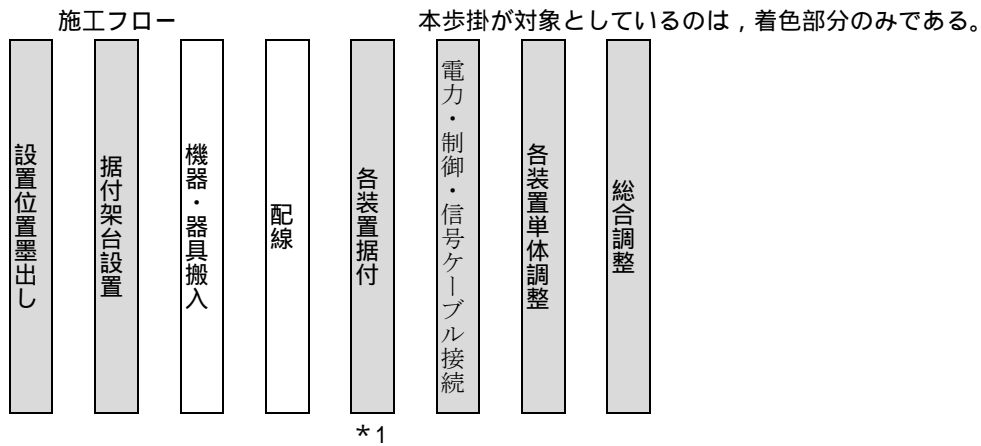 施工フロー
本歩掛が対象としているのは，着色部分のみである。
設置位置墨出し
据付架台設置
機器・器具搬入
配線
各装置据付
電力・制御・信号ケーブル接続
各装置単体調整
総合調整
*1